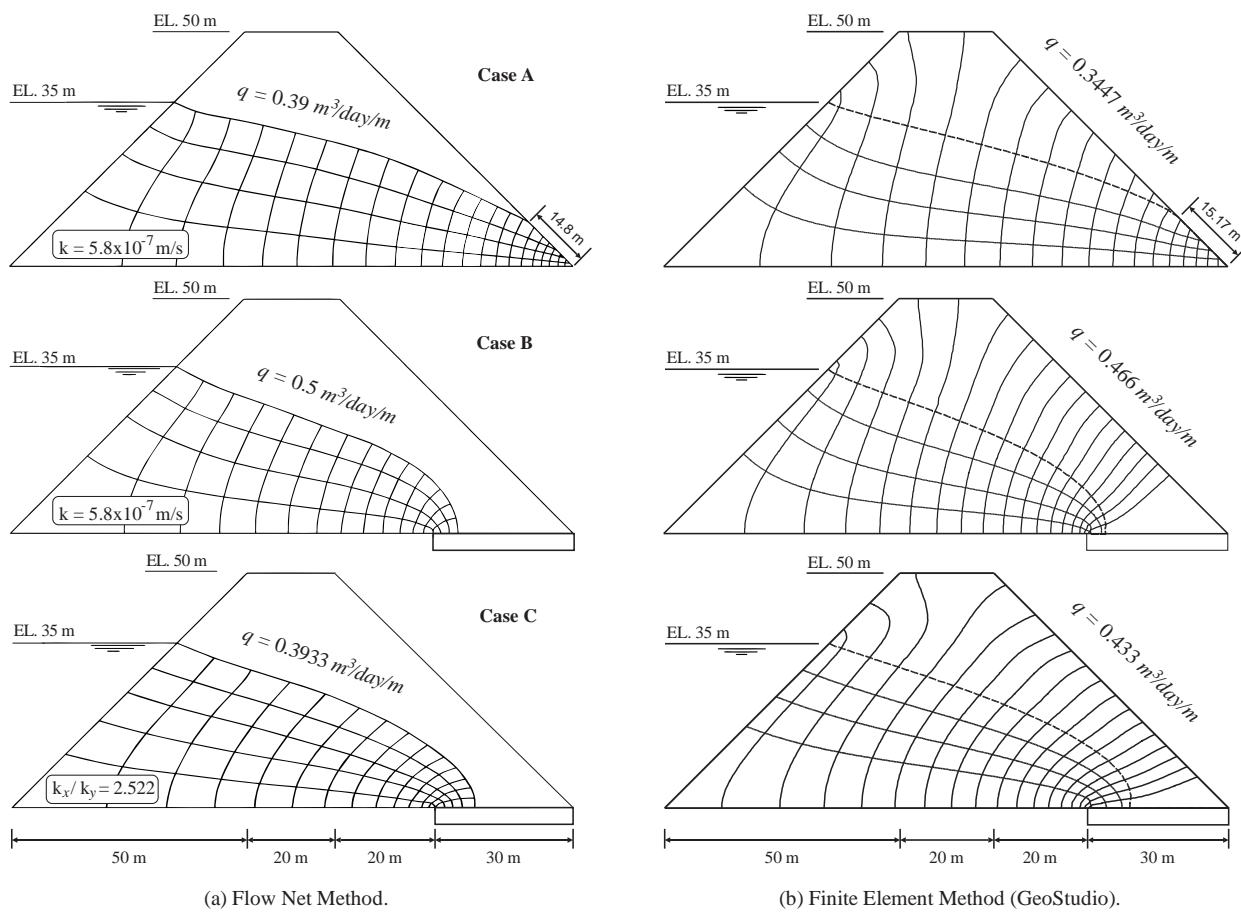 EL. 50 m
EL. 35 m
Case A
q = 0.39 m³/day/m
14.8 m
k = 5.8x10⁻⁷ m/s
EL. 50 m
EL. 35 m
Case B
q = 0.5 m³/day/m
k = 5.8x10⁻⁷ m/s
EL. 50 m
EL. 35 m
Case C
q = 0.3933 m³/day/m
kₓ/ k_y = 2.522
50 m
20 m
20 m
30 m
(a) Flow Net Method.
EL. 50 m
EL. 35 m
q = 0.3447 m³/day/m
15.17 m
EL. 50 m
EL. 35 m
q = 0.466 m³/day/m
EL. 50 m
EL. 35 m
q = 0.433 m³/day/m
50 m
20 m
20 m
30 m
(b) Finite Element Method (GeoStudio).